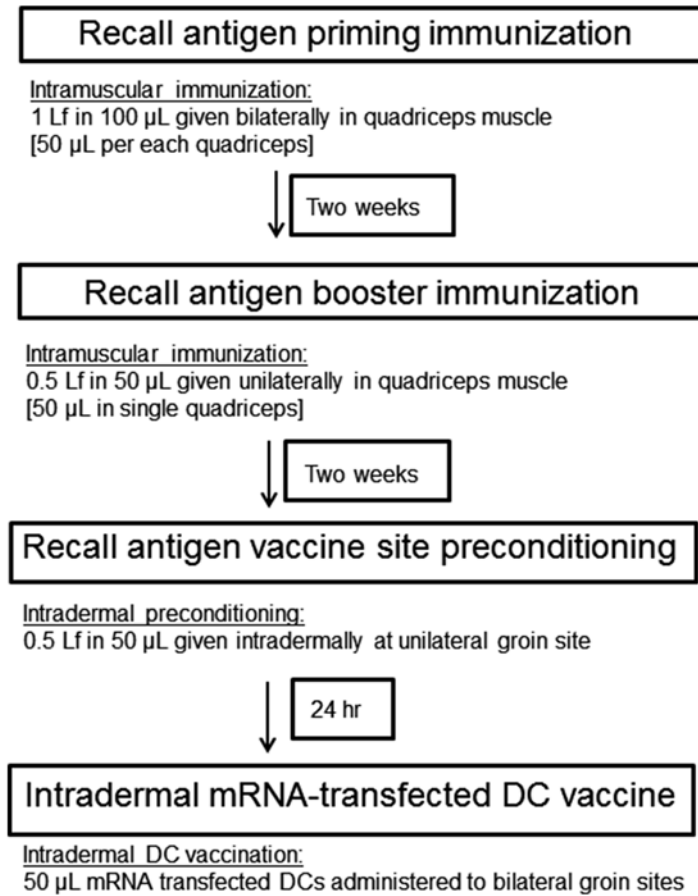 Recall antigen priming immunization
Intramuscular immunization:
1 Lf in 100 µL given bilaterally in quadriceps muscle
[50 µL per each quadriceps]
Two weeks
Recall antigen booster immunization
Intramuscular immunization:
0.5 Lf in 50 µL given unilaterally in quadriceps muscle
[50 µL in single quadriceps]
Two weeks
Recall antigen vaccine site preconditioning
Intradermal preconditioning:
0.5 Lf in 50 µL given intradermally at unilateral groin site
24 hr
Intradermal mRNA-transfected DC vaccine
Intradermal DC vaccination:
50 µL mRNA transfected DCs administered to bilateral groin sites